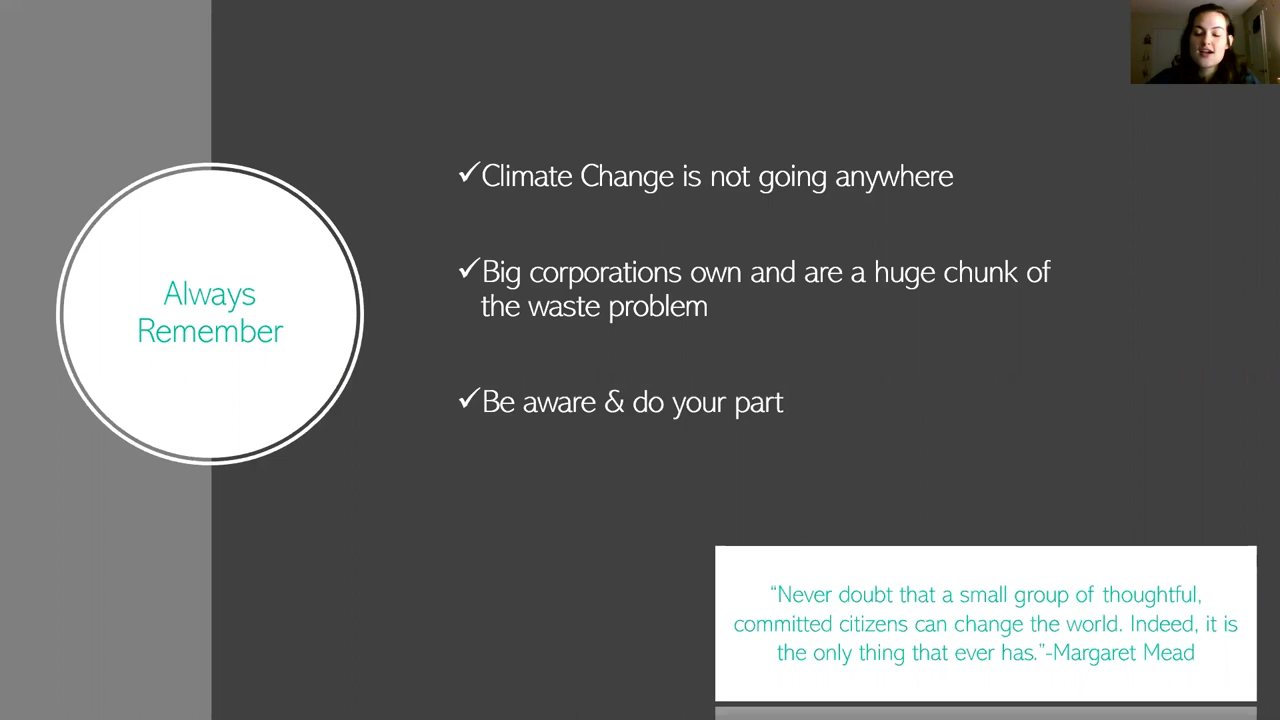 Always
Remember
✓Climate Change is not going anywhere
✓Big corporations own and are a huge chunk of
the waste problem
✓Be aware & do your part
“Never doubt that a small group of thoughtful,
committed citizens can change the world. Indeed, it is
the only thing that ever has.”-Margaret Mead